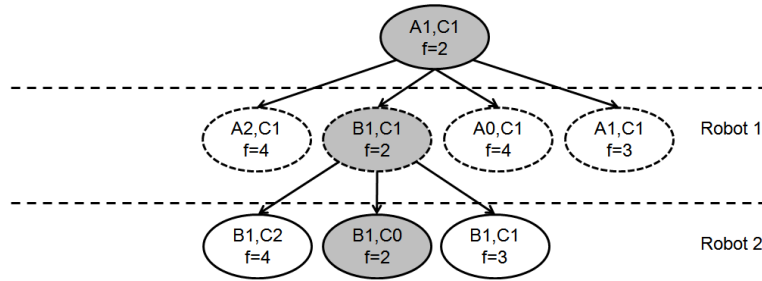 A1,C1
f=2
A2,C1
f=4
B1,C1
f=2
A0,C1
f=4
A1,C1
f=3
Robot 1
B1,C2
f=4
B1,C0
f=2
B1,C1
f=3
Robot 2